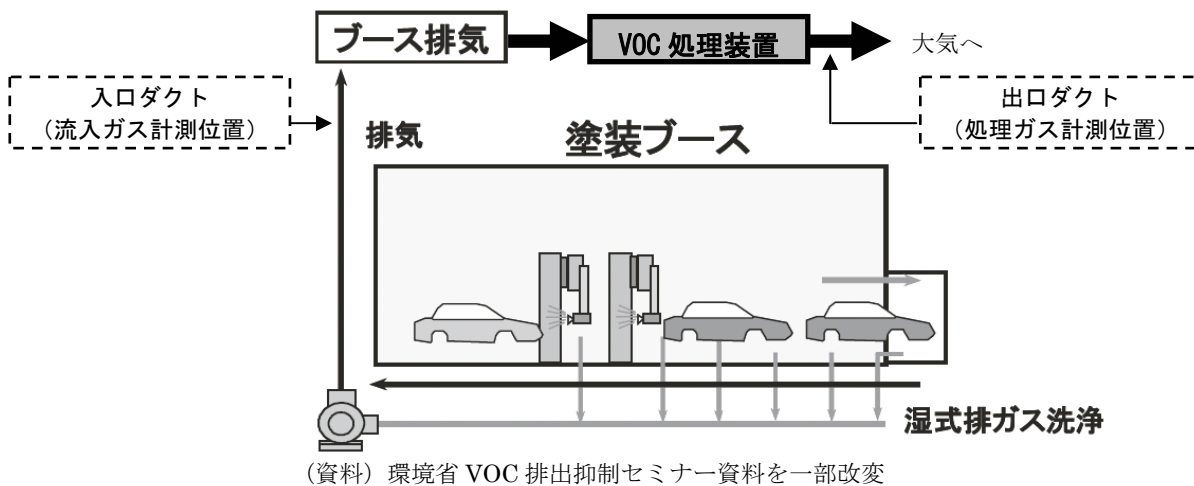 ブース排気
VOC 処理装置
大気へ
入口ダクト
（流入ガス計測位置）
出口ダクト
（処理ガス計測位置）
排気
塗装ブース
湿式排ガス洗浄
（資料）環境省 VOC 排出抑制セミナー資料を一部改変